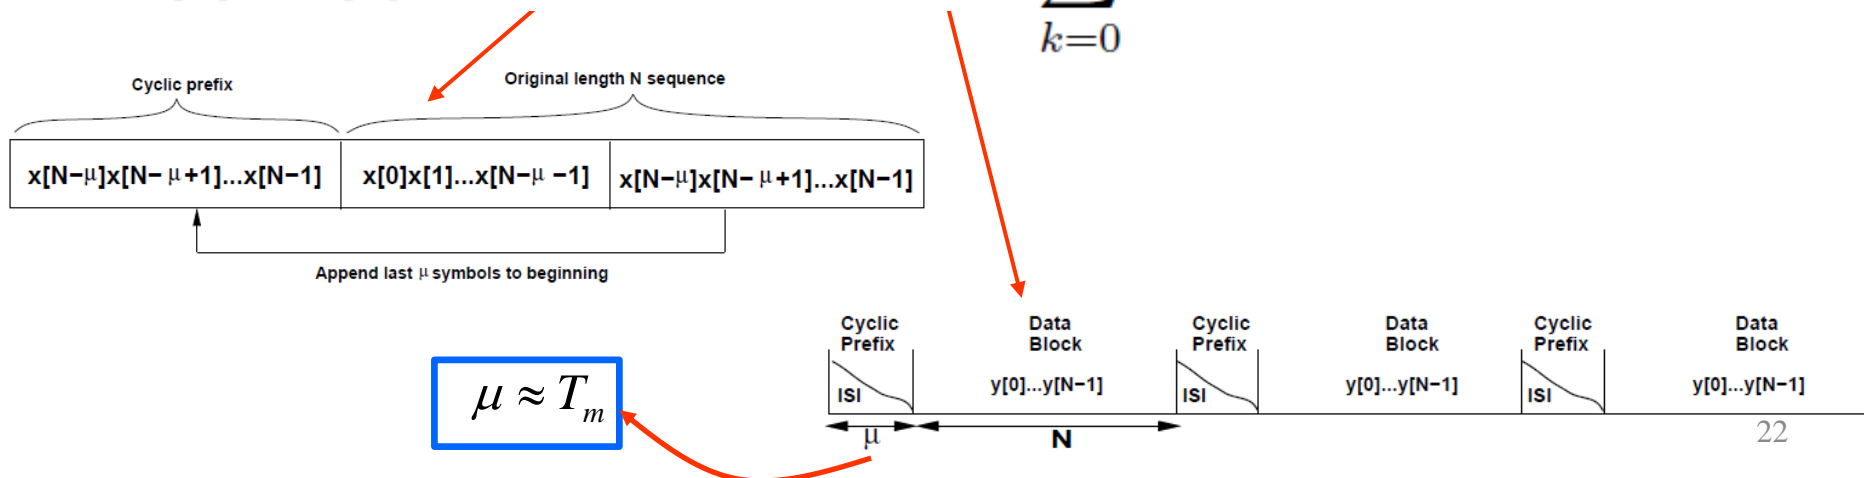 k=0
Cyclic prefix
Original length N sequence
x[N−μ]x[N− μ+1]...x[N−1]
x[0]x[1]...x[N−μ −1]
x[N−μ]x[N− μ+1]...x[N−1]
Append last μ symbols to beginning
Cyclic
Prefix
Data
Block
Cyclic
Prefix
Data
Block
Cyclic
Prefix
Data
Block
ISI
y[0]...y[N−1]
ISI
y[0]...y[N−1]
ISI
y[0]...y[N−1]
μ ≈ Tₘ
μ
N
22